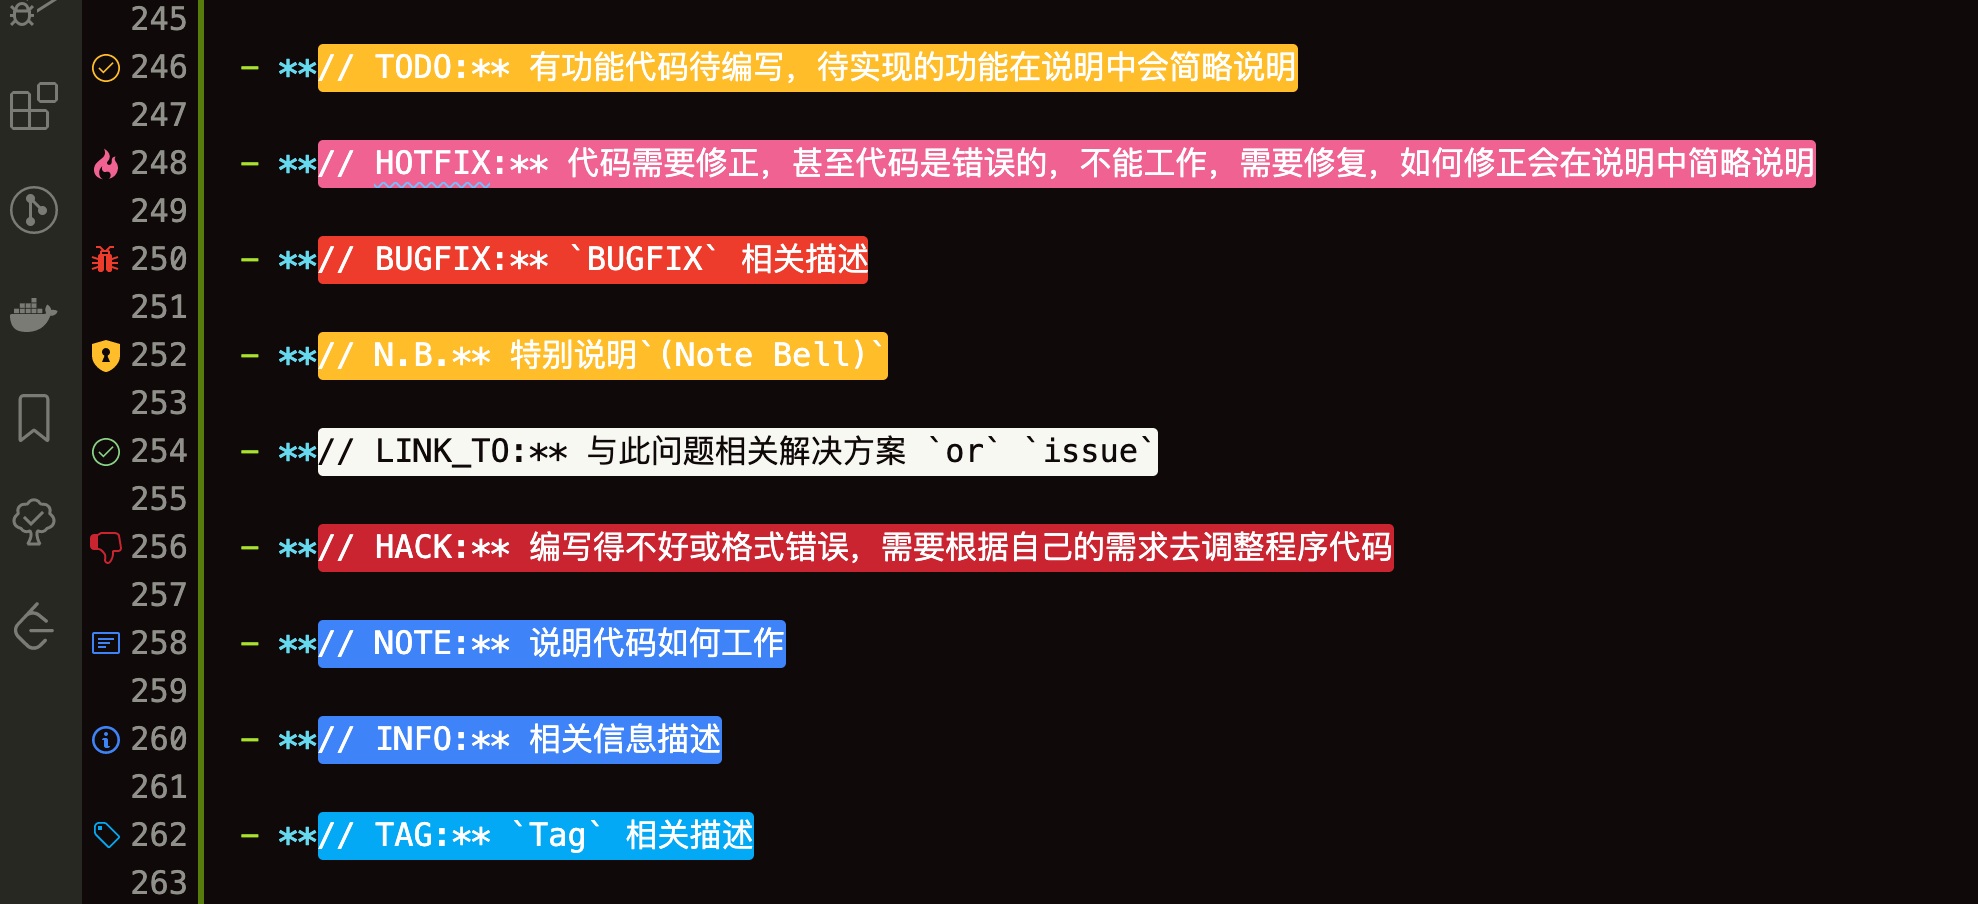 245
246 - **// TODO:** 有功能代码待编写, 待实现的功能在说明中会简略说明
247
248 - **// HOTFIX:** 代码需要修正, 甚至代码是错误的, 不能工作, 需要修复, 如何修正会在说明中简略说明
249
250 - **// BUGFIX:** `BUGFIX` 相关描述
251
252 - **// N.B.** 特别说明`(Note Bell)`
253
254 - **// LINK_TO:** 与此问题相关解决方案 `or` `issue`
255
256 - **// HACK:** 编写得不好或格式错误, 需要根据自己的需求去调整程序代码
257
258 - **// NOTE:** 说明代码如何工作
259
260 - **// INFO:** 相关信息描述
261
262 - **// TAG:** `Tag` 相关描述
263